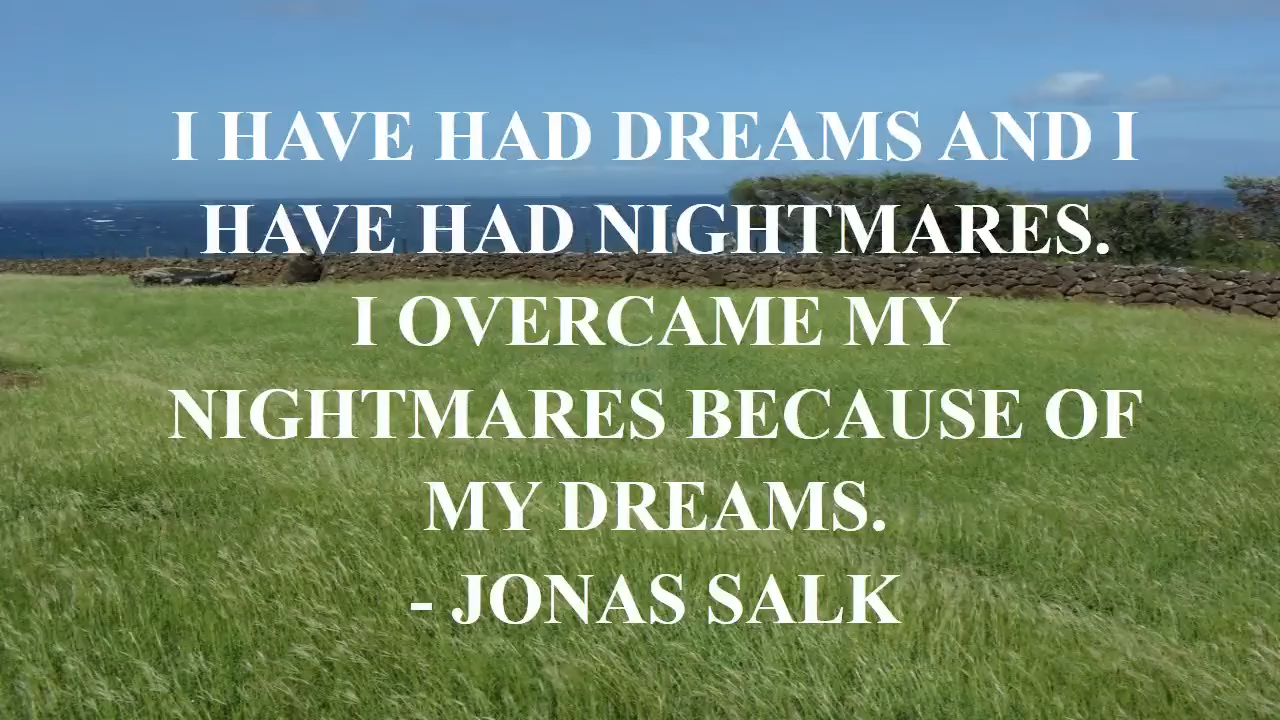 I HAVE HAD DREAMS AND I
HAVE HAD NIGHTMARES.
I OVERCAME MY
NIGHTMARES BECAUSE OF
MY DREAMS.
- JONAS SALK